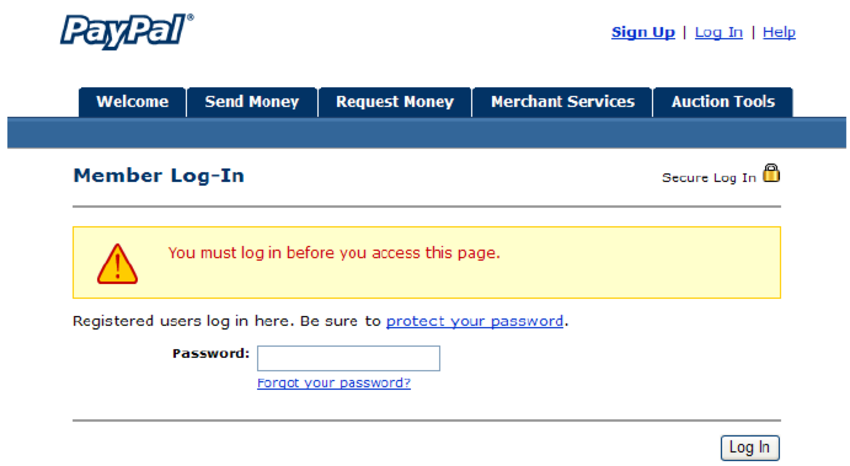 PayPal®
Sign Up | Log In | Help
Welcome Send Money Request Money Merchant Services Auction Tools
Member Log-In
Secure Log In
You must log in before you access this page.
Registered users log in here. Be sure to protect your password.
Password:
Forgot your password?
Log In